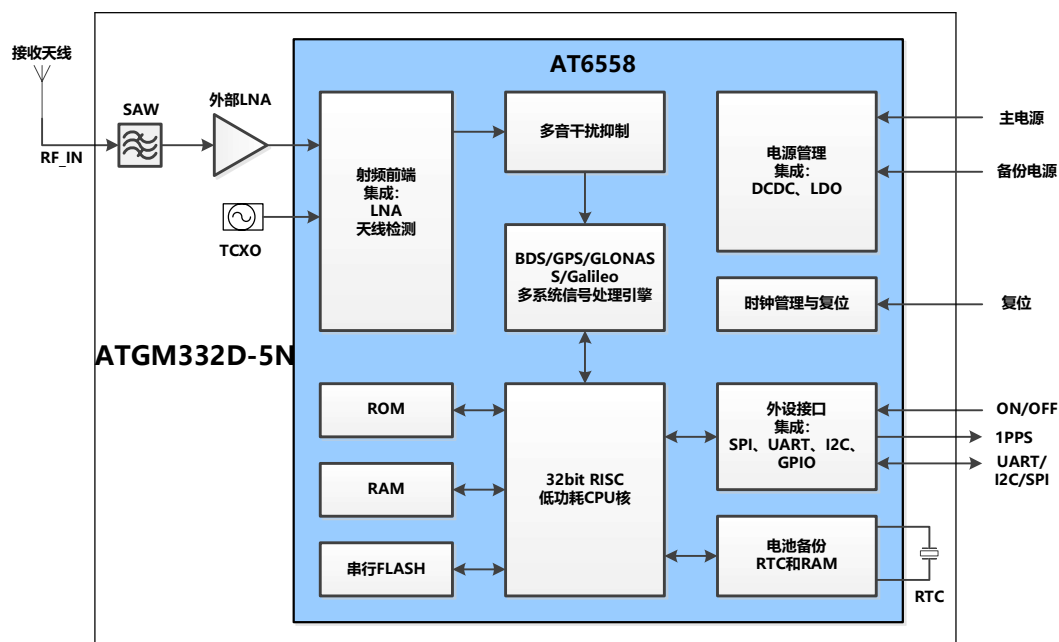 AT6558
接收天线
SAW
外部LNA
RF_IN
TCXO
射频前端
集成：
LNA
天线检测
多音干扰抑制
BDS/GPS/GLONAS
S/Galileo
多系统信号处理引擎
电源管理
集成：
DCDC、LDO
主电源
备份电源
时钟管理与复位
复位
ATGM332D-5N
ROM
RAM
串行FLASH
32bit RISC
低功耗CPU核
外设接口
集成：
SPI、UART、I2C、
GPIO
ON/OFF
1PPS
UART/
I2C/SPI
电池备份
RTC和RAM
RTC